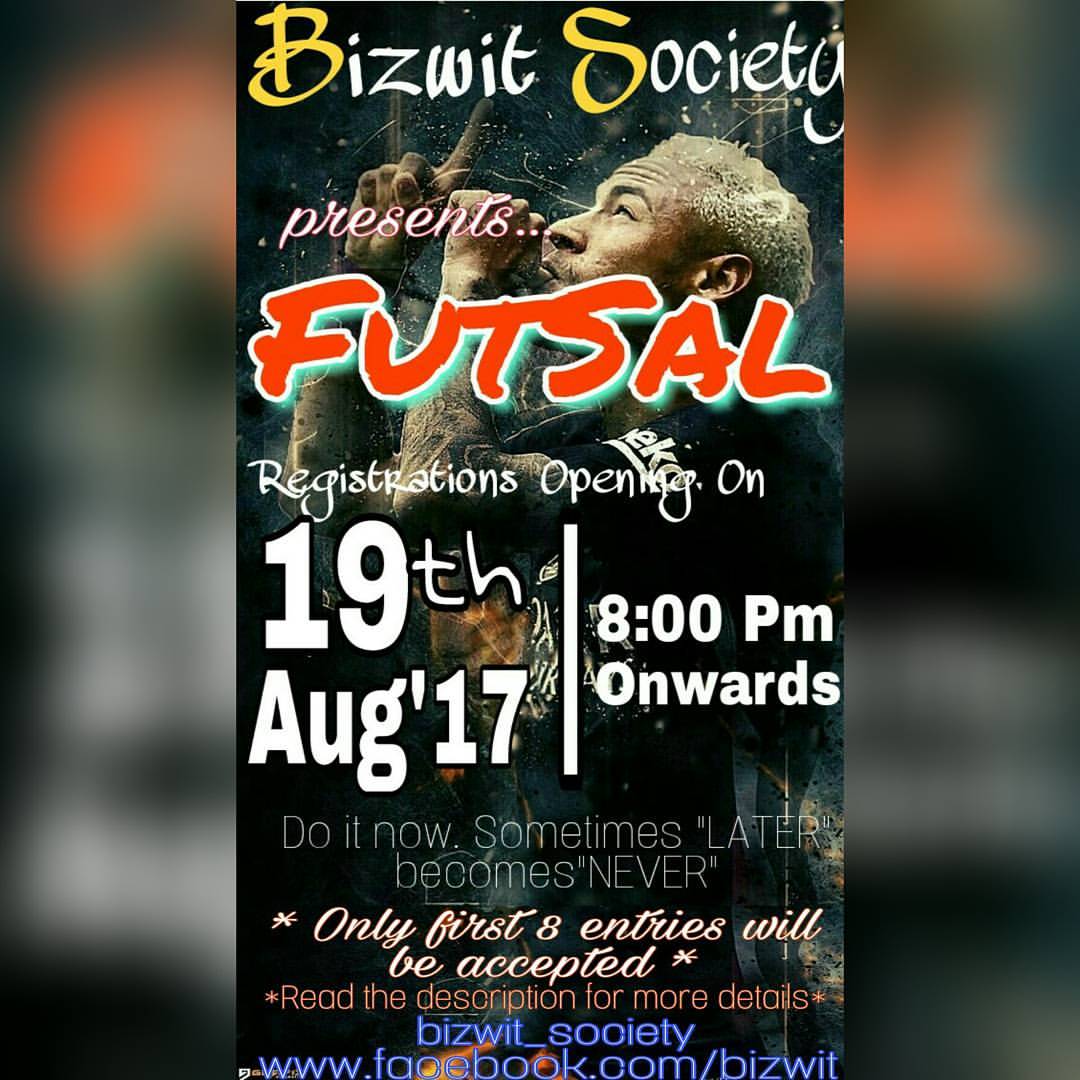 Bizwit Society
presents...
FUTSAL
Registrations Opening On
19th
Aug'17
8:00 Pm
Onwards
Do it now. Sometimes "LATER"
becomes"NEVER"
* Only first 8 entries will
be accepted *
*Read the description for more details*
bizwit_society
www.facebook.com/bizwit